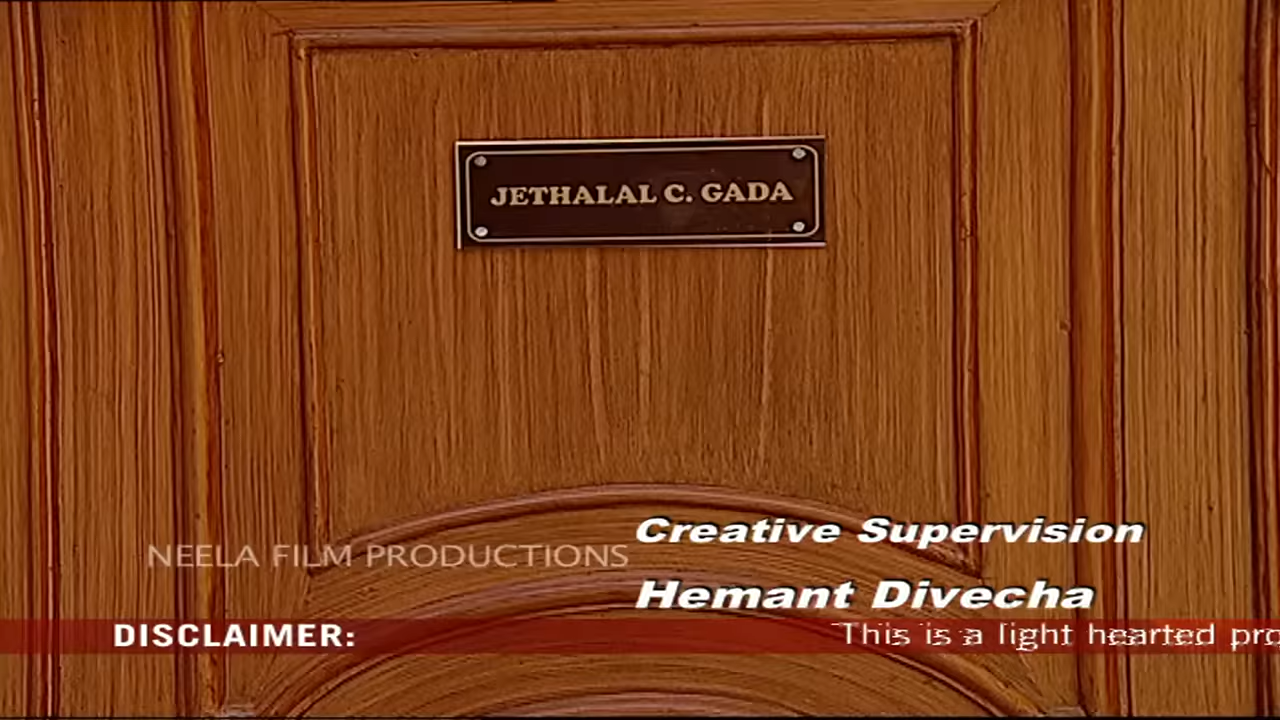 JETHALAL C. GADA
Creative Supervision
NEELA FILM PRODUCTIONS
Hemant Divecha
DISCLAIMER: This is a light hearted